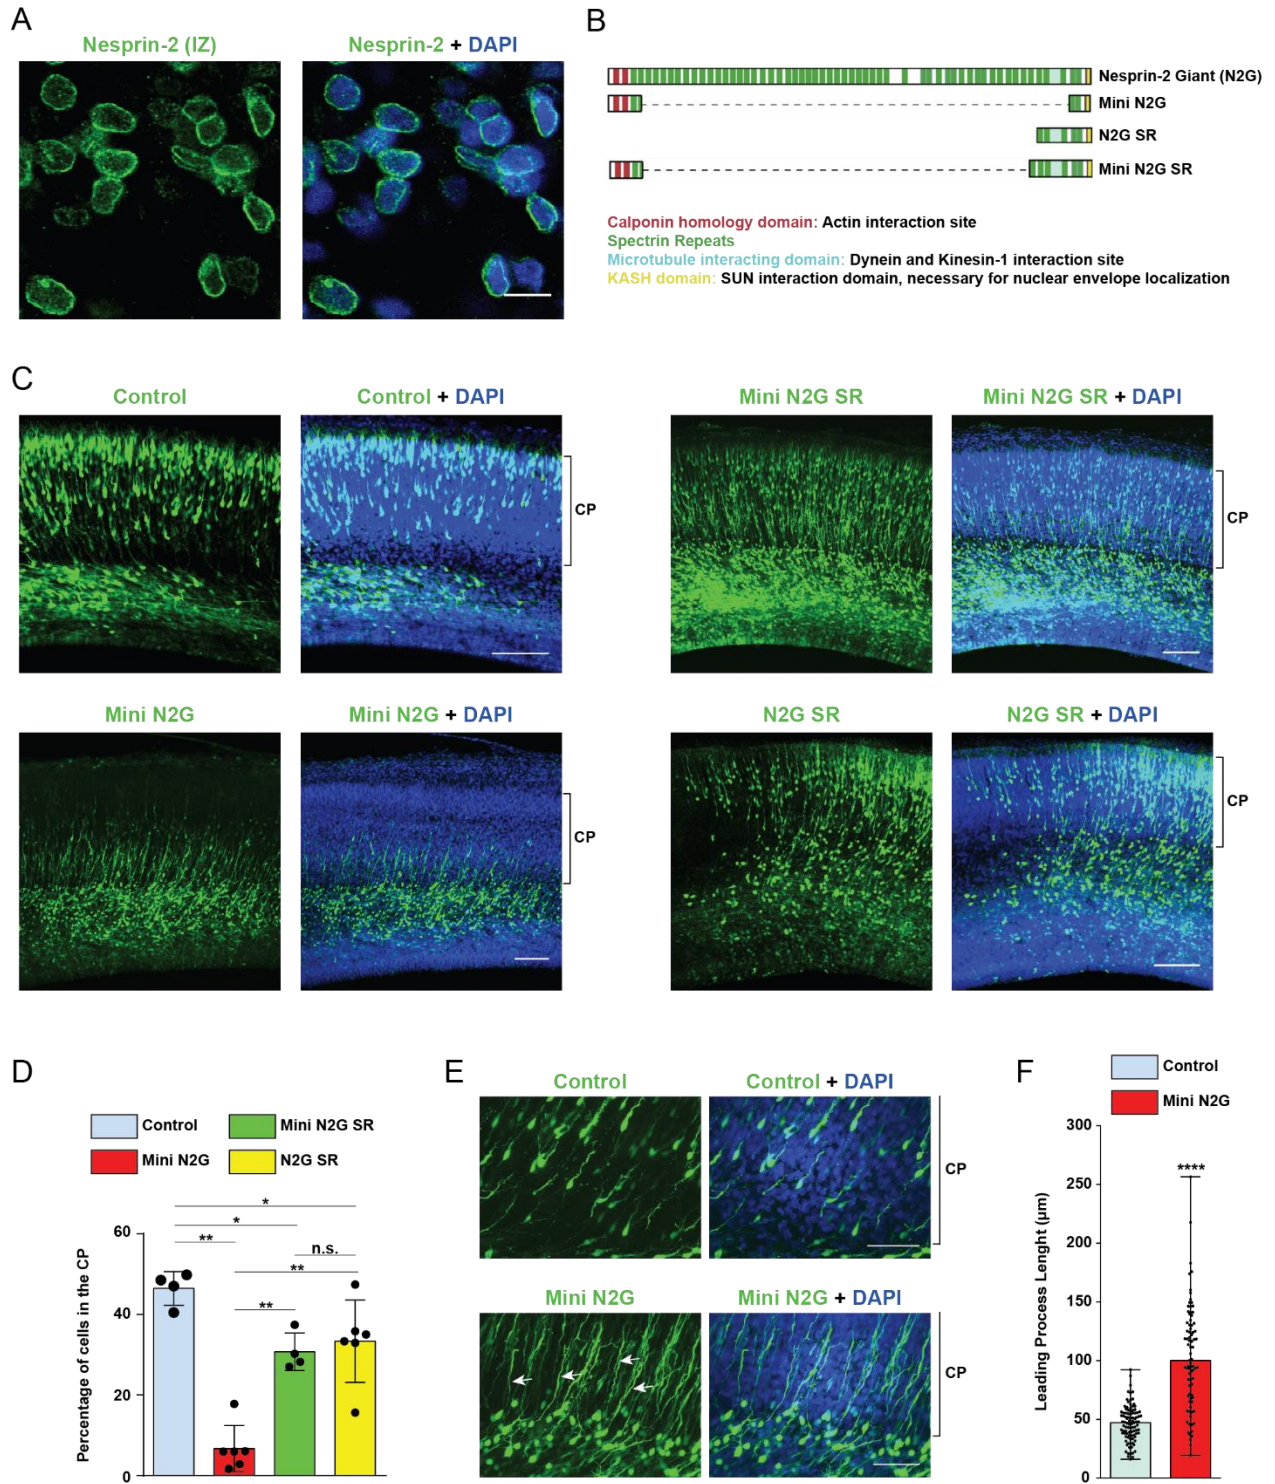 A
Nesprin-2 (IZ)
Nesprin-2 + DAPI
B
Nesprin-2 Giant (N2G)
Mini N2G
N2G SR
Mini N2G SR
Calponin homology domain: Actin interaction site
Spectrin Repeats
Microtubule interacting domain: Dynein and Kinesin-1 interaction site
KASH domain: SUN interaction domain, necessary for nuclear envelope localization
C
Control
Control + DAPI
CP
Mini N2G SR
Mini N2G SR + DAPI
CP
Mini N2G
Mini N2G + DAPI
CP
N2G SR
N2G SR + DAPI
CP
D
Control
Mini N2G SR
Mini N2G
N2G SR
*
*
**
n.s.
**
**
Percentage of cells in the CP
60
40
20
0
E
Control
Control + DAPI
CP
Mini N2G
Mini N2G + DAPI
CP
F
Control
Mini N2G
****
Leading Process Lenght (µm)
300
250
200
150
100
50
0